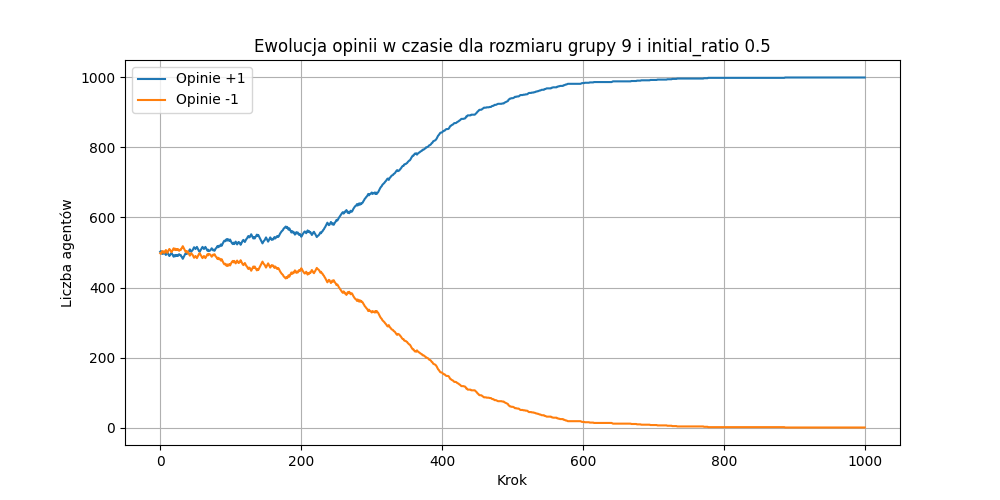 Ewolucja opinii w czasie dla rozmiaru grupy 9 i initial_ratio 0.5
Opinie +1
Opinie -1
1000
800
600
400
200
0
Liczba agentów
0 200 400 600 800 1000
Krok